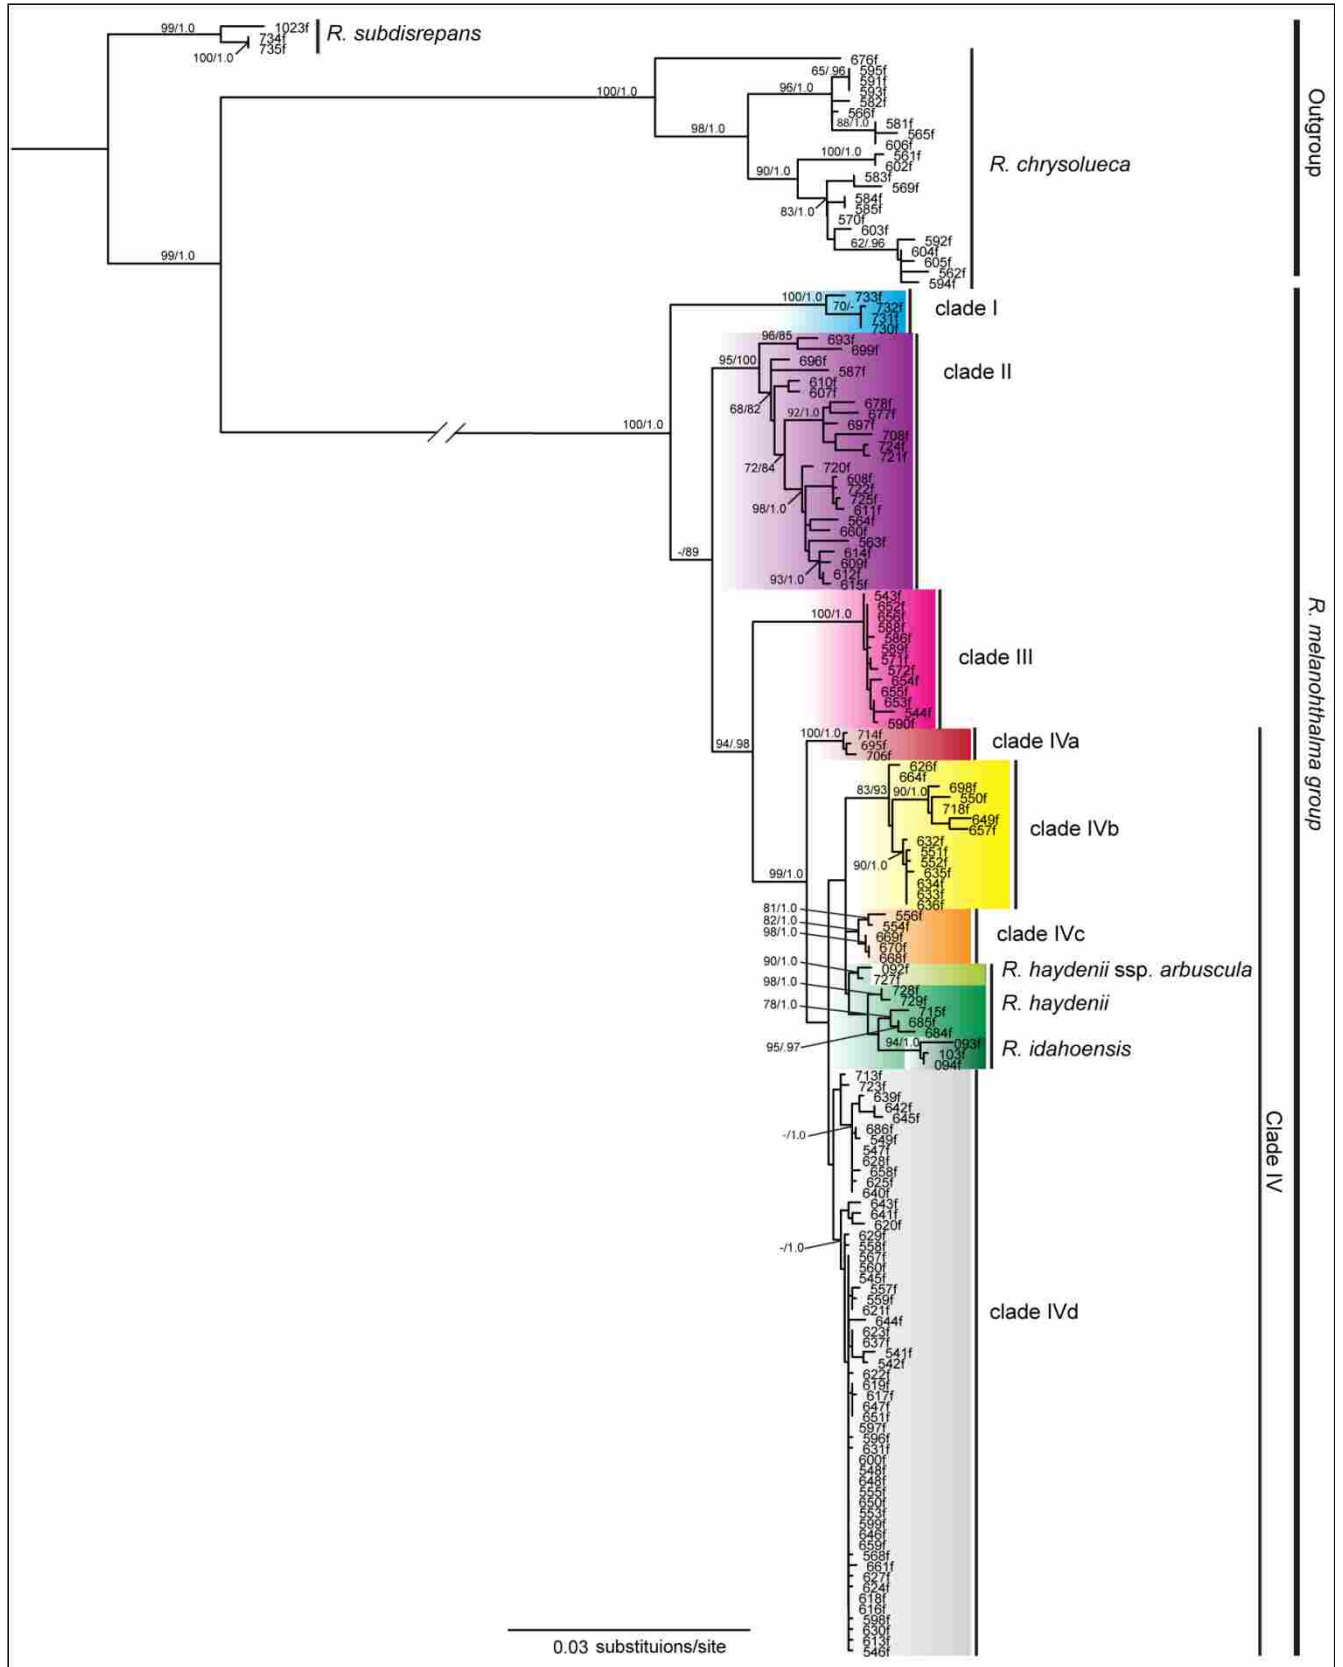 99/1.0
1023f
734f
735f
100/1.0
R. subdisrepans
676f
65/.96
595f
591f
593f
96/1.0
582f
566f
88/1.0
581f
565f
100/1.0
98/1.0
606f
100/1.0
561f
602f
90/1.0
583f
569f
584f
585f
83/1.0
570f
603f
62/.96
592f
604f
605f
562f
594f
R. chrysolueca
Outgroup
99/1.0
100/1.0
733f
70/-
732f
731f
730f
clade I
96/85
693f
699f
95/100
696f
587f
610f
607f
68/82
678f
92/1.0
677f
697f
708f
724f
721f
72/84
720f
608f
722f
725f
98/1.0
611f
564f
660f
563f
614f
609f
93/1.0
612f
615f
clade II
100/1.0
-/89
543f
652f
656f
100/1.0
588f
586f
589f
571f
572f
654f
655f
653f
544f
590f
clade III
94/.98
100/1.0
714f
695f
706f
clade IVa
626f
664f
83/93
90/1.0
698f
550f
718f
649f
657f
632f
551f
90/1.0
552f
635f
634f
633f
636f
clade IVb
99/1.0
81/1.0
556f
82/1.0
554f
98/1.0
669f
670f
668f
clade IVc
90/1.0
092f
727f
R. haydenii ssp. arbuscula
98/1.0
728f
729f
78/1.0
715f
685f
684f
R. haydenii
95/.97
94/1.0
093f
103f
094f
R. idahoensis
713f
723f
639f
642f
645f
-/1.0
686f
549f
547f
628f
658f
625f
640f
643f
641f
620f
-/1.0
629f
558f
567f
560f
545f
557f
559f
621f
644f
623f
637f
541f
542f
622f
619f
617f
647f
651f
597f
596f
631f
600f
548f
648f
555f
650f
553f
599f
646f
659f
568f
661f
627f
624f
618f
616f
598f
630f
613f
546f
clade IVd
Clade IV
R. melanohthalma group
0.03 substituions/site